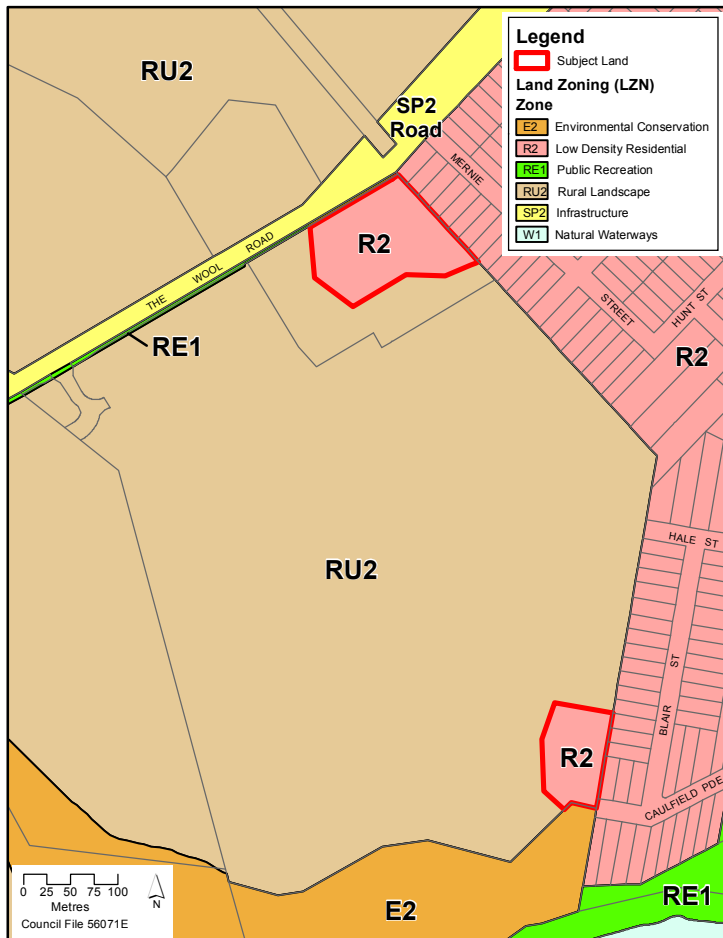 RU2
SP2
Road
MERNIE
STREET
HUNT ST
R2
R2
THE WOOL ROAD
RE1
RU2
HALE ST
BLAIR ST
R2
CAULFIELD PDE
E2
RE1
Legend
Subject Land
Land Zoning (LZN)
Zone
E2 Environmental Conservation
R2 Low Density Residential
RE1 Public Recreation
RU2 Rural Landscape
SP2 Infrastructure
W1 Natural Waterways
0 25 50 75 100
Metres
N
Council File 56071E